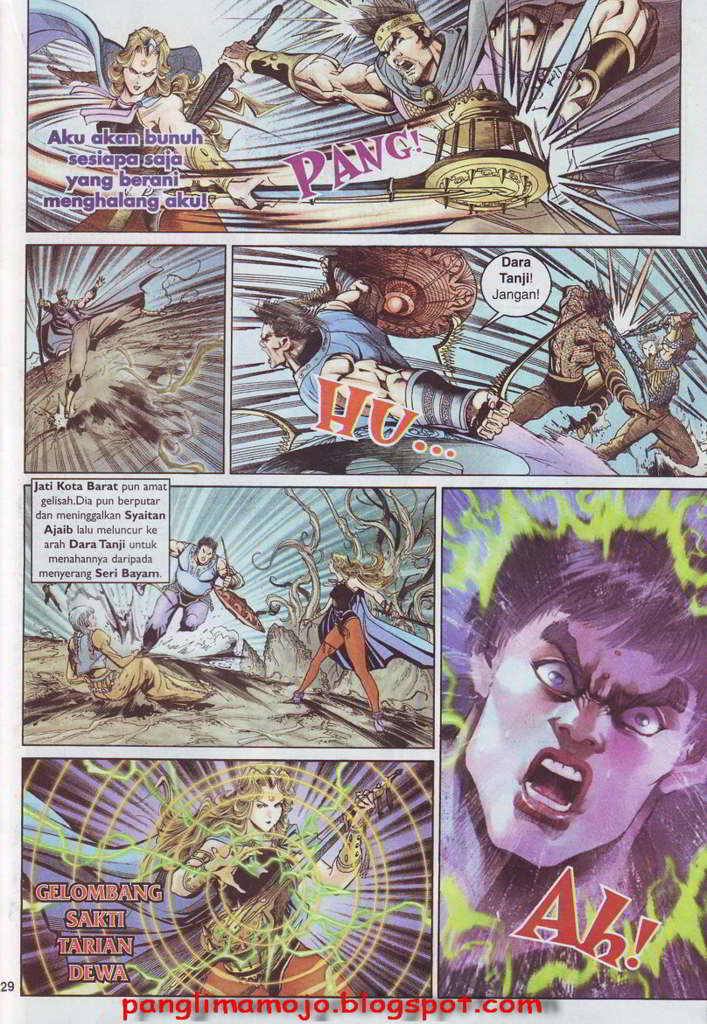 Aku akan bunuh
sesiapa saja
yang berani
menghalang aku!
PANG!
Dara
Tanji!
Jangan!
HU...
Jati Kota Barat pun amat
gelisah.Dia pun berputar
dan meninggalkan Syaitan
Ajaib lalu meluncur ke
arah Dara Tanji untuk
menahannya daripada
menyerang Seri Bayam.
GELOMBANG
SAKTI
TARIAN
DEWA
Ah!
29
panglimamojo.blogspot.com